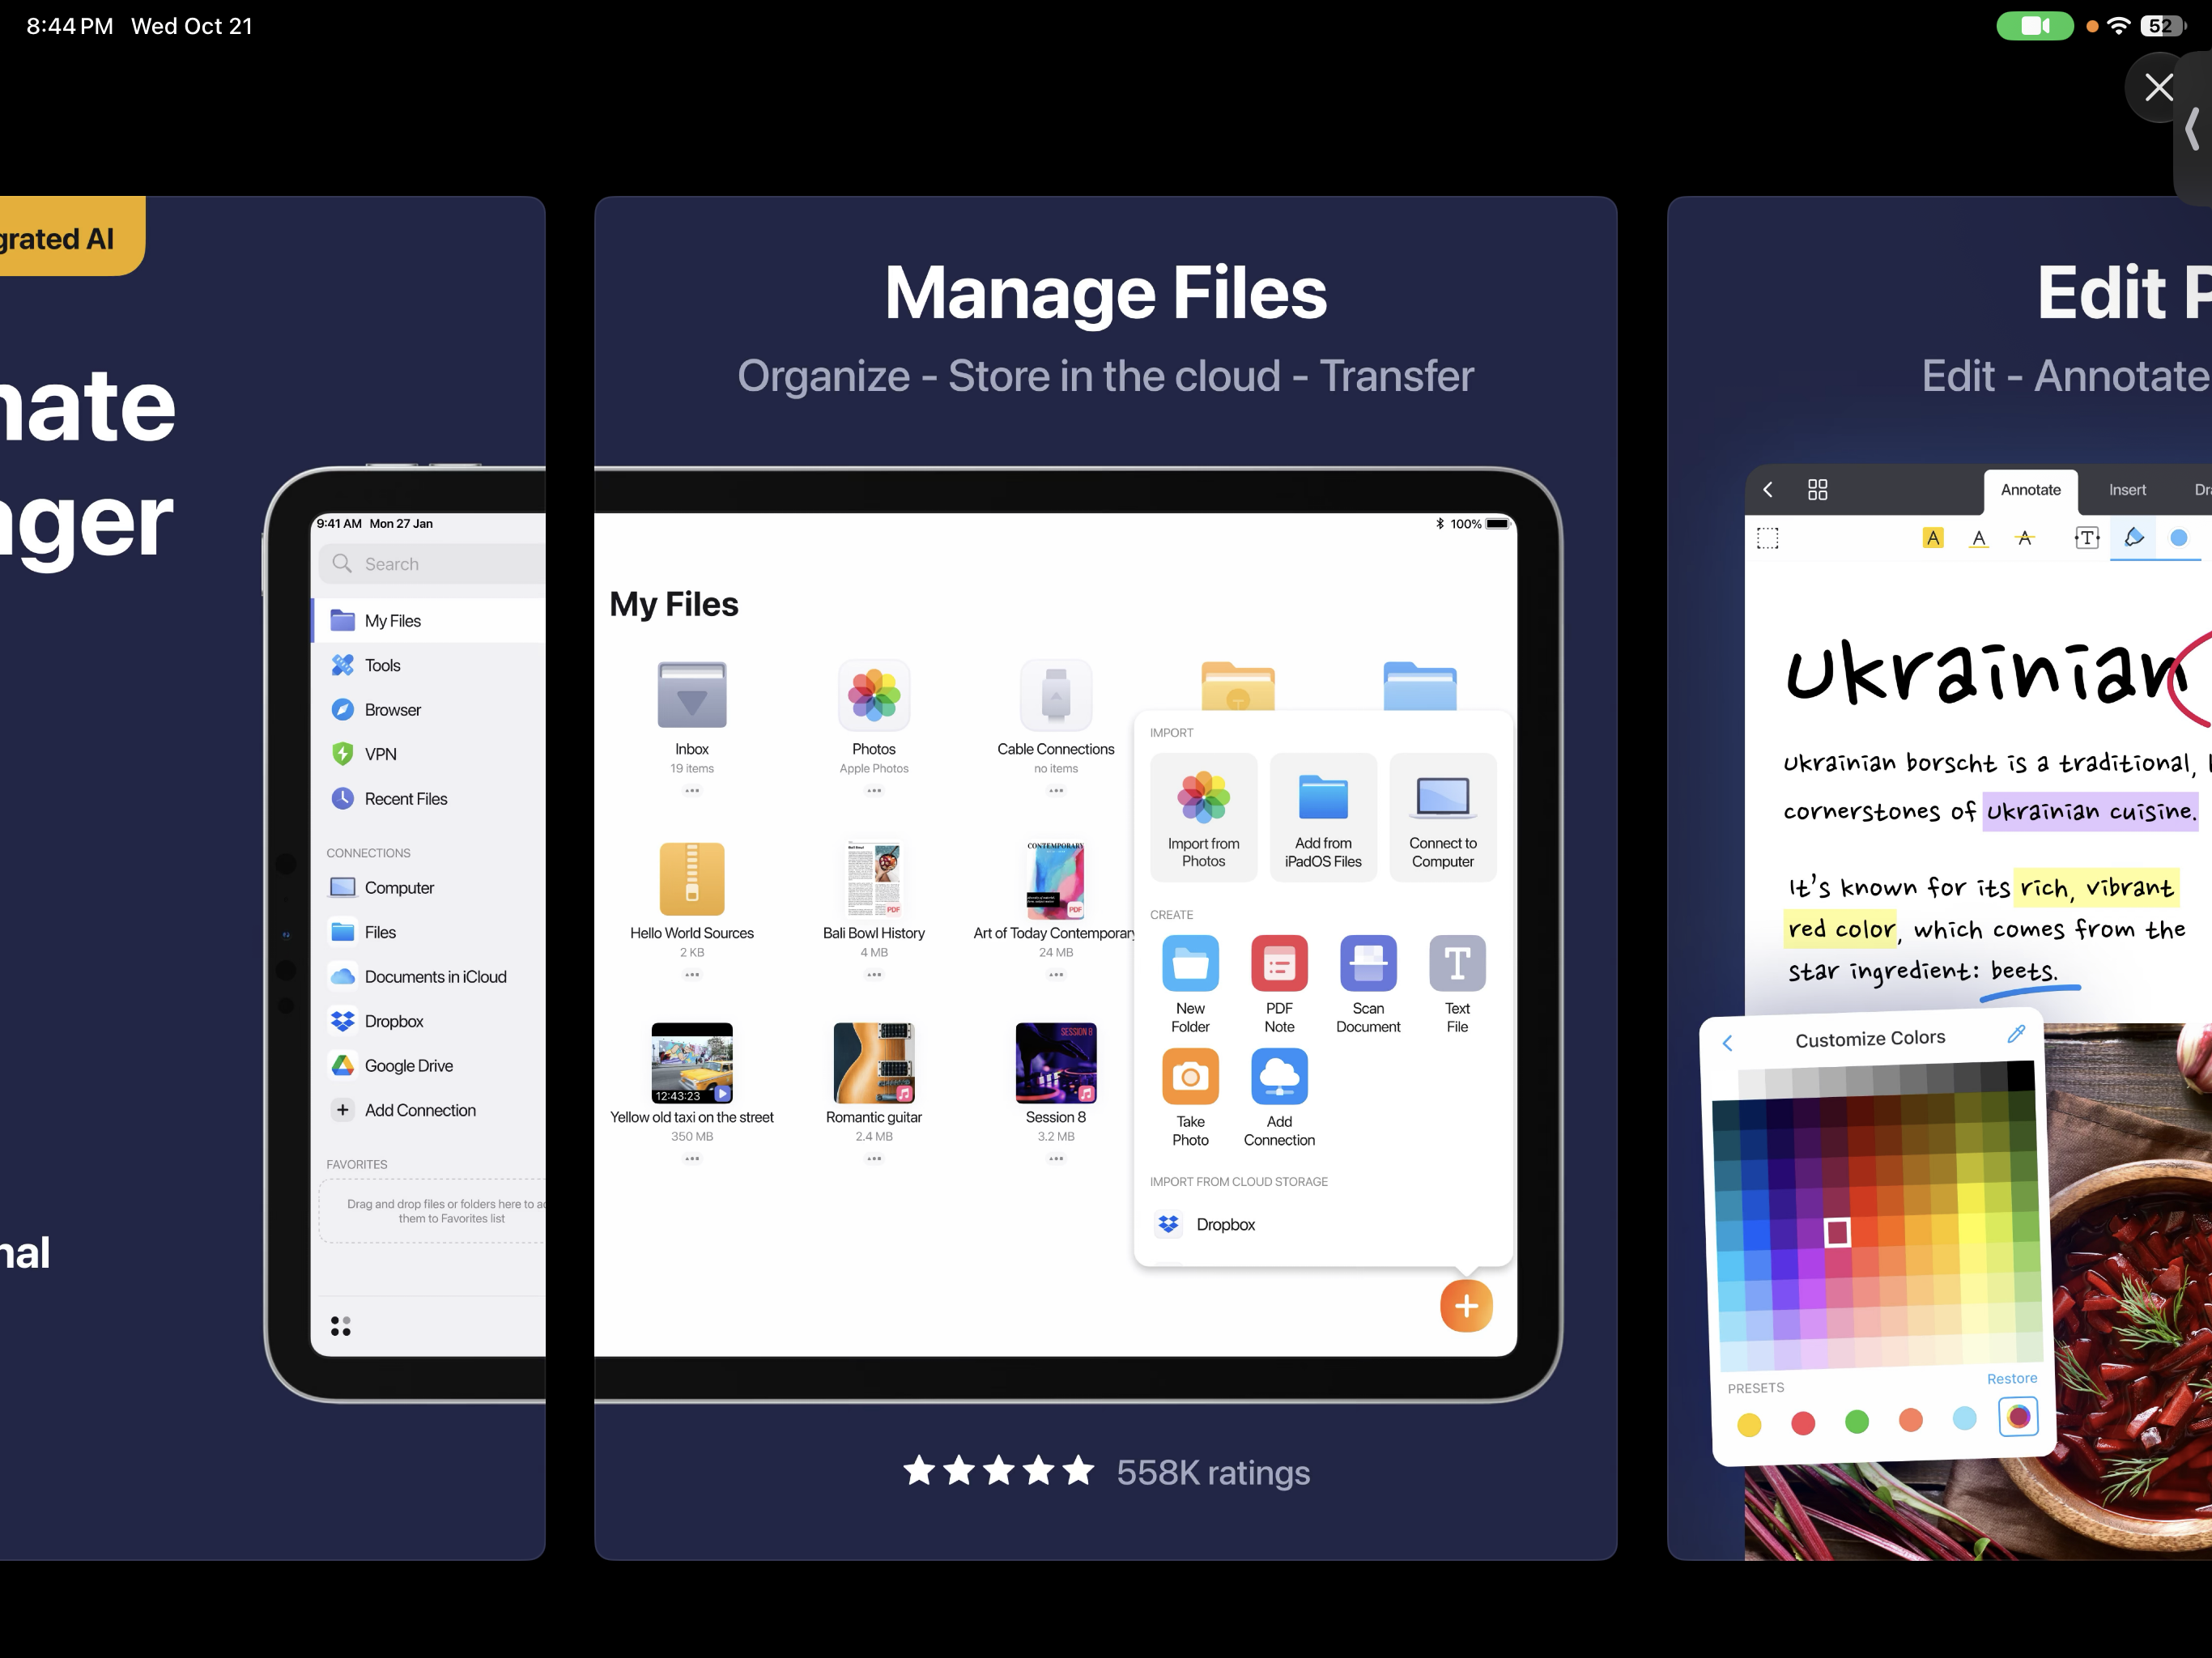 8:44 PM Wed Oct 21
52
grated AI
nate
ager
nal
9:41 AM Mon 27 Jan
Search
My Files
Tools
Browser
VPN
Recent Files
CONNECTIONS
Computer
Files
Documents in iCloud
Dropbox
Google Drive
Add Connection
FAVORITES
Drag and drop files or folders here to ad
them to Favorites list
Manage Files
Organize - Store in the cloud - Transfer
100%
My Files
Inbox
19 items
Photos
Apple Photos
Cable Connections
no items
Hello World Sources
2 KB
Bali Bowl History
4 MB
PDF
CONTEMPORARY
PDF
Art of Today Contemporary
24 MB
12:43:23
Yellow old taxi on the street
350 MB
Romantic guitar
2.4 MB
SESSION 8
Session 8
3.2 MB
IMPORT
Import from
Photos
Add from
iPadOS Files
Connect to
Computer
CREATE
New
Folder
PDF
Note
Scan
Document
T
Text
File
Take
Photo
Add
Connection
IMPORT FROM CLOUD STORAGE
Dropbox
558K ratings
Edit P
Edit - Annotate
Annotate
Insert
Dr
A A A T
Ukrainian
Ukrainian borscht is a traditional,
cornerstones of Ukrainian cuisine.
It's known for its rich, vibrant
red color, which comes from the
star ingredient: beets.
Customize Colors
PRESETS
Restore